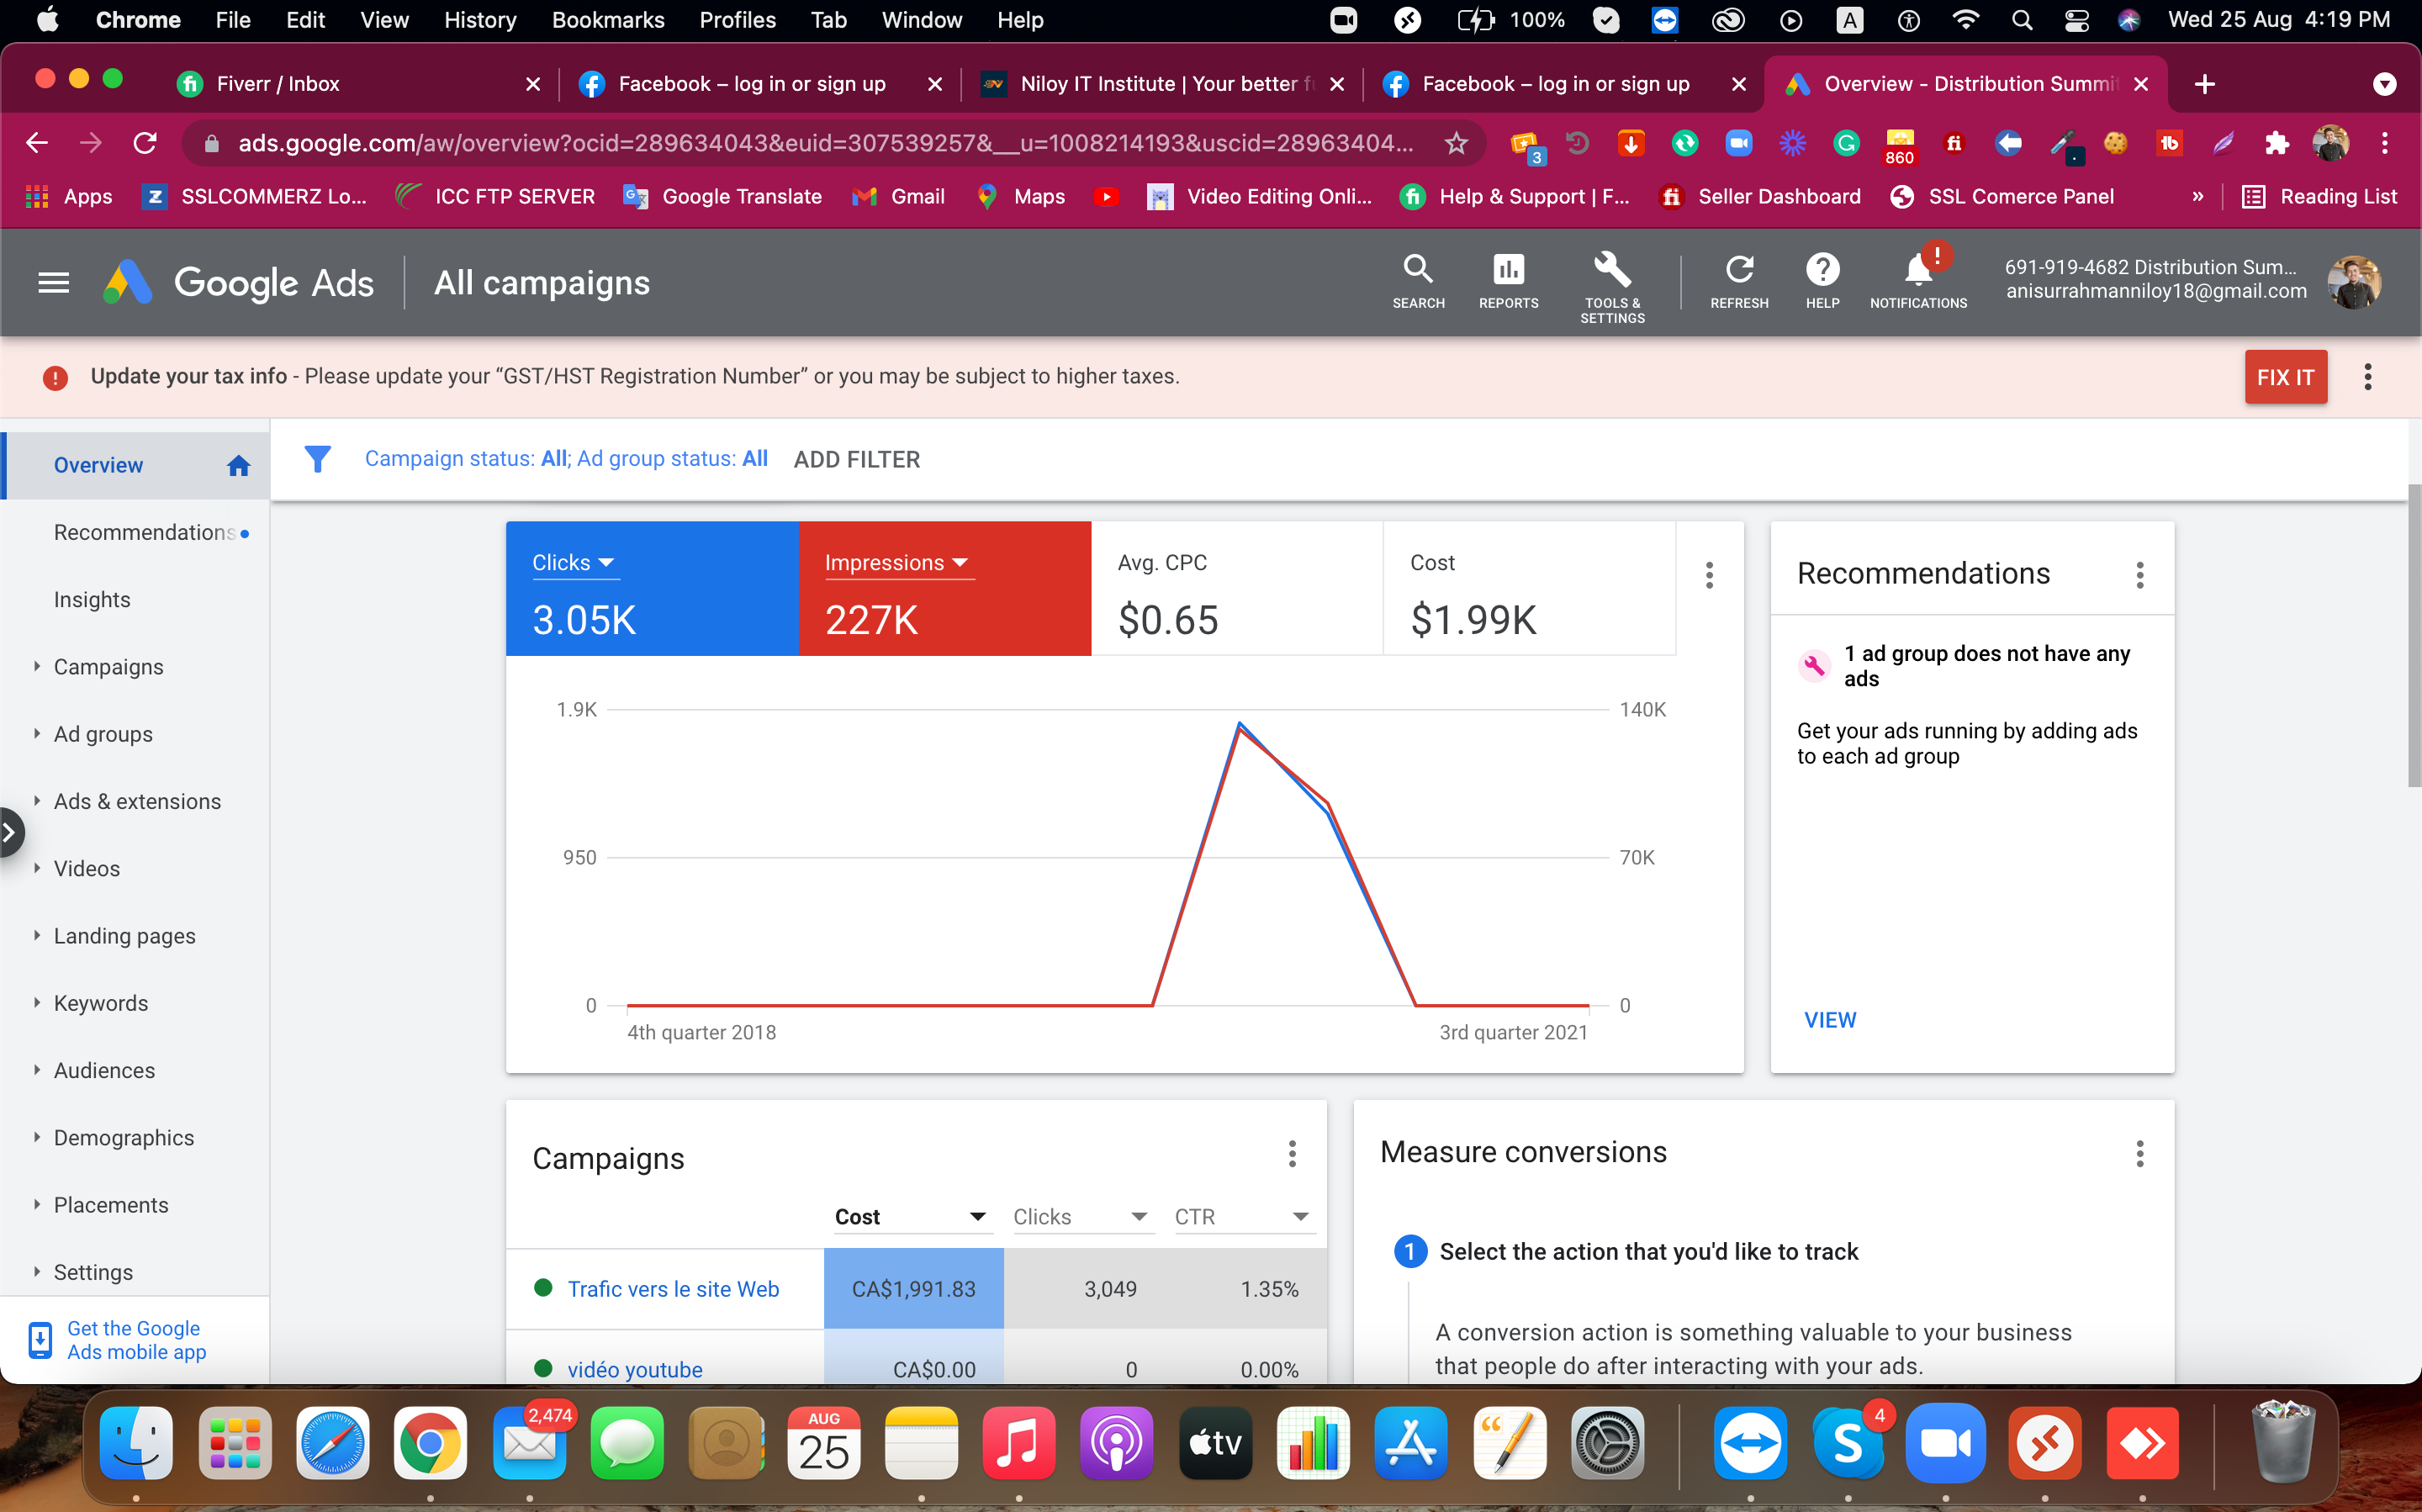 Chrome File Edit View History Bookmarks Profiles Tab Window Help 100% A Wed 25 Aug 4:19 PM
Fiverr / Inbox Facebook – log in or sign up Niloy IT Institute | Your better f Facebook – log in or sign up Overview - Distribution Summit
ads.google.com/aw/overview?ocid=289634043&euid=307539257&__u=1008214193&uscid=28963404... 3 860
Apps SSLCOMMERZ Lo... ICC FTP SERVER Google Translate Gmail Maps Video Editing Onli... Help & Support | F... Seller Dashboard SSL Comerce Panel » Reading List
Google Ads All campaigns
SEARCH REPORTS TOOLS & SETTINGS REFRESH HELP NOTIFICATIONS
691-919-4682 Distribution Sum...
anisurrahmanniloy18@gmail.com
Update your tax info - Please update your “GST/HST Registration Number” or you may be subject to higher taxes. FIX IT
Overview
Recommendations
Insights
Campaigns
Ad groups
Ads & extensions
Videos
Landing pages
Keywords
Audiences
Demographics
Placements
Settings
Get the Google
Ads mobile app
Campaign status: All; Ad group status: All ADD FILTER
Clicks Impressions Avg. CPC Cost
3.05K 227K $0.65 $1.99K
1.9K 140K
950 70K
0 0
4th quarter 2018 3rd quarter 2021
Recommendations
1 ad group does not have any
ads
Get your ads running by adding ads
to each ad group
VIEW
Campaigns
Cost Clicks CTR
Trafic vers le site Web CA$1,991.83 3,049 1.35%
vidéo youtube CA$0.00 0 0.00%
Measure conversions
1 Select the action that you'd like to track
A conversion action is something valuable to your business
that people do after interacting with your ads.
2,474
AUG
25
tv
4